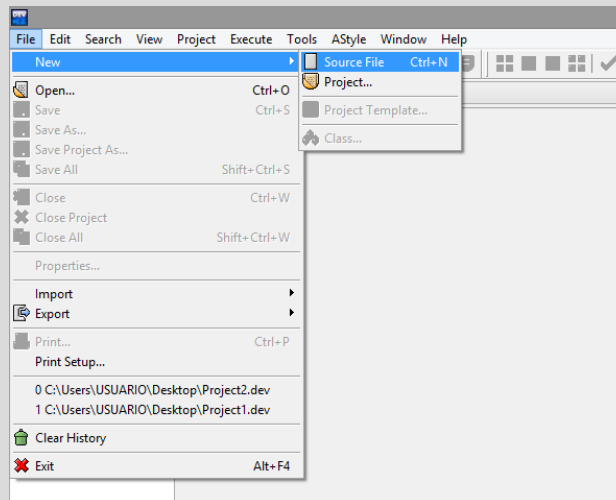 DEV
File Edit Search View Project Execute Tools AStyle Window Help
New
Source File Ctrl+N
Project...
Project Template...
Class...
Open... Ctrl+O
Save Ctrl+S
Save As...
Save Project As...
Save All Shift+Ctrl+S
Close Ctrl+W
Close Project
Close All Shift+Ctrl+W
Properties...
Import
Export
Print... Ctrl+P
Print Setup...
0 C:\Users\USUARIO\Desktop\Project2.dev
1 C:\Users\USUARIO\Desktop\Project1.dev
Clear History
Exit Alt+F4